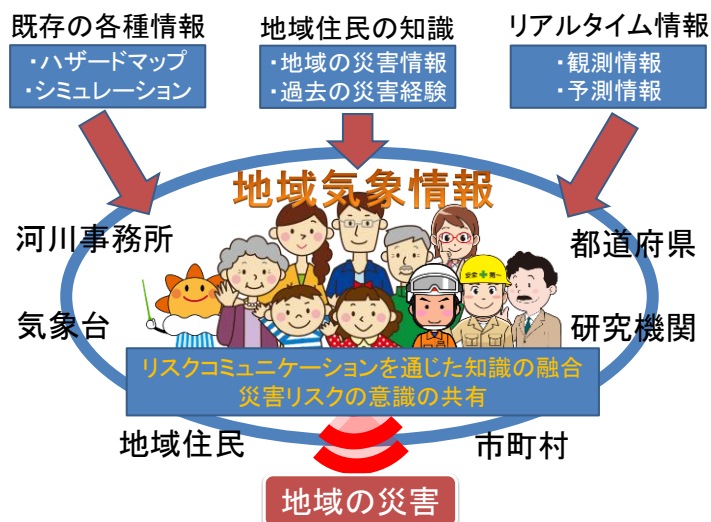 既存の各種情報
地域住民の知識
リアルタイム情報
・ハザードマップ
・シミュレーション
・地域の災害情報
・過去の災害経験
・観測情報
・予測情報
地域気象情報
河川事務所
都道府県
安全 第一
気象台
研究機関
リスクコミュニケーションを通じた知識の融合
災害リスクの意識の共有
地域住民
市町村
地域の災害